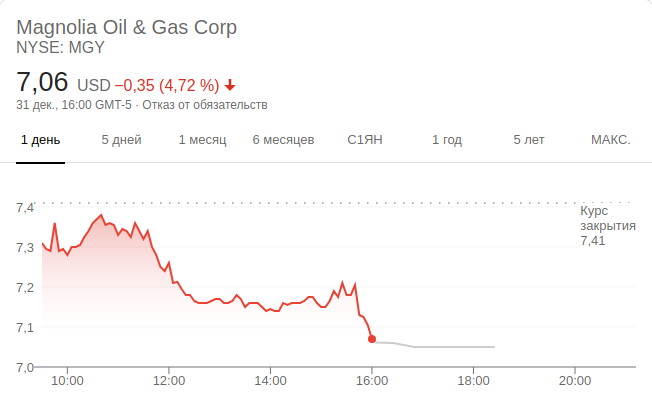 Magnolia Oil & Gas Corp
NYSE: MGY
7,06 USD −0,35 (4,72 %)
31 дек., 16:00 GMT-5 · Отказ от обязательств
1 день 5 дней 1 месяц 6 месяцев С1ЯН 1 год 5 лет МАКС.
7,4
Курс
закрытия
7,41
7,3
7,2
7,1
7,0
10:00 12:00 14:00 16:00 18:00 20:00